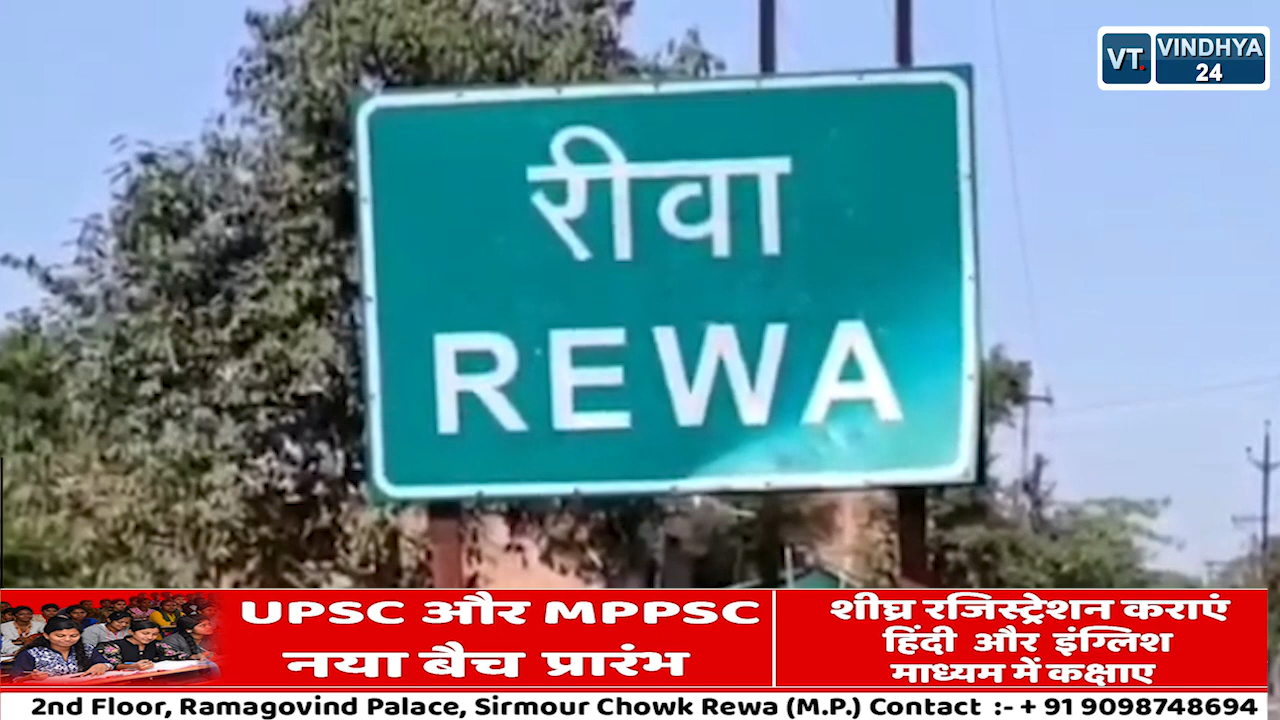 VT.
VINDHYA
24
रीवा
REWA
UPSC और MPPSC
नया बैच प्रारंभ
शीघ्र रजिस्ट्रेशन कराएं
हिंदी और इंग्लिश
माध्यम में कक्षाए
2nd Floor, Ramagovind Palace, Sirmour Chowk Rewa (M.P.) Contact :- + 91 9098748694